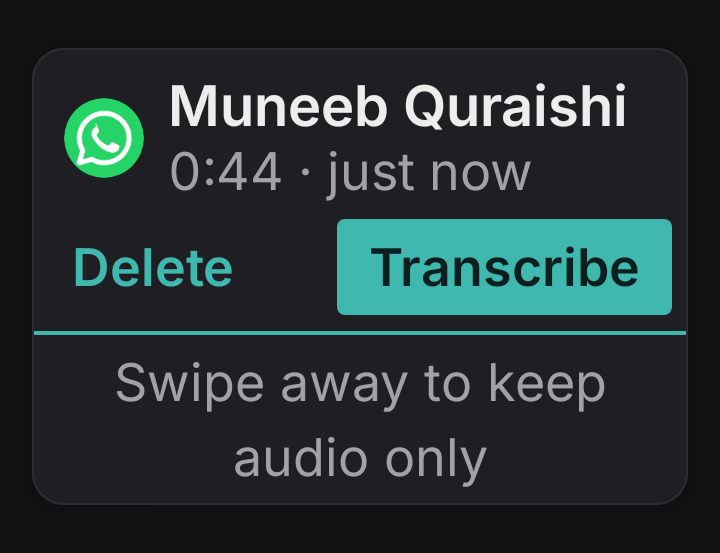 Muneeb Quraishi
0:44 · just now
Delete
Transcribe
Swipe away to keep
audio only